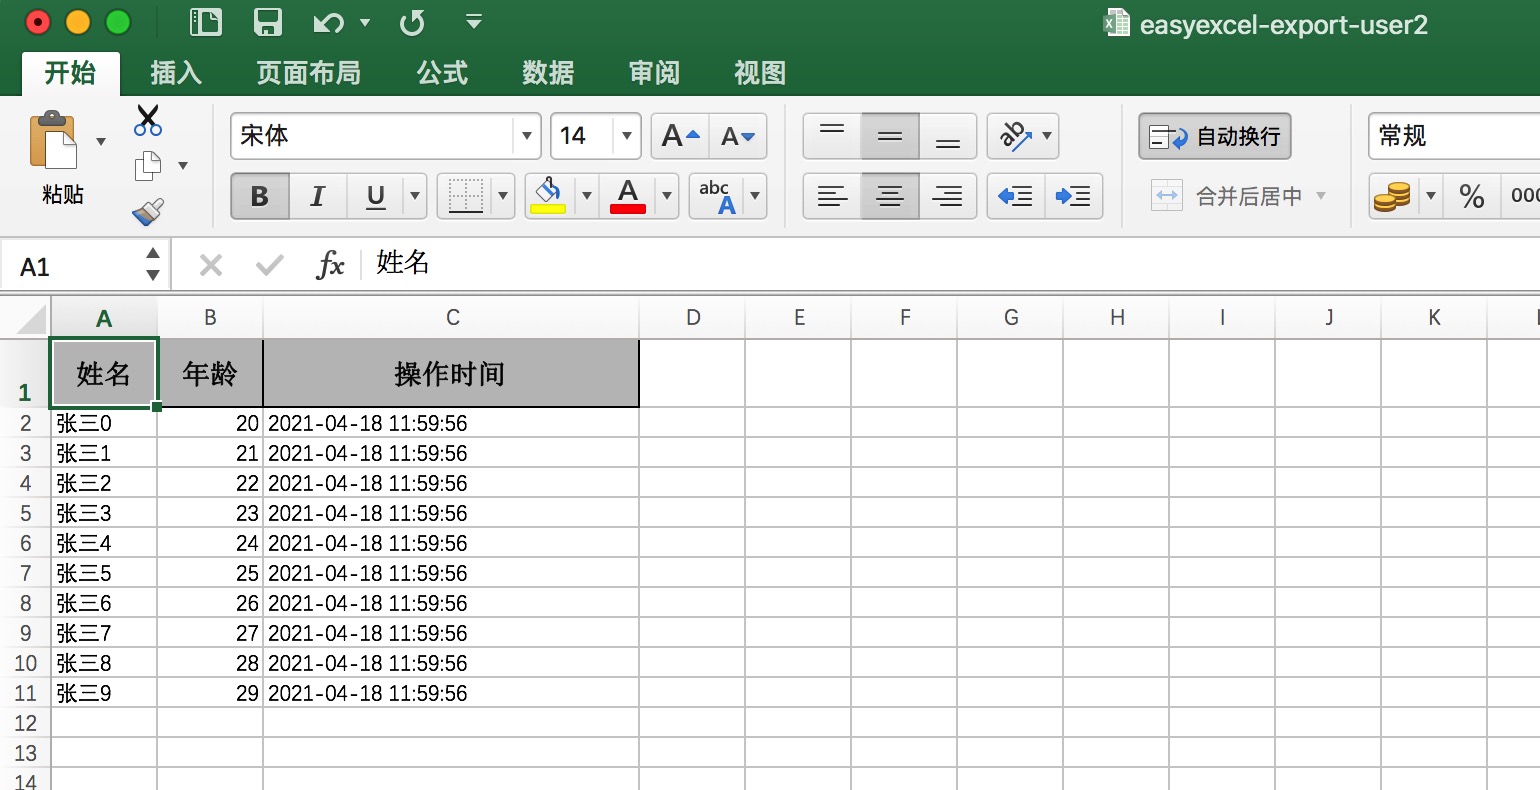 easyexcel-export-user2
开始 插入 页面布局 公式 数据 审阅 视图
粘贴
宋体 14 A A 自动换行 常规
B I U A abc A 合并后居中 % 000
A1 fx 姓名
A B C D E F G H I J K
1 姓名 年龄 操作时间
2 张三0 20 2021-04-18 11:59:56
3 张三1 21 2021-04-18 11:59:56
4 张三2 22 2021-04-18 11:59:56
5 张三3 23 2021-04-18 11:59:56
6 张三4 24 2021-04-18 11:59:56
7 张三5 25 2021-04-18 11:59:56
8 张三6 26 2021-04-18 11:59:56
9 张三7 27 2021-04-18 11:59:56
10 张三8 28 2021-04-18 11:59:56
11 张三9 29 2021-04-18 11:59:56
12
13
14